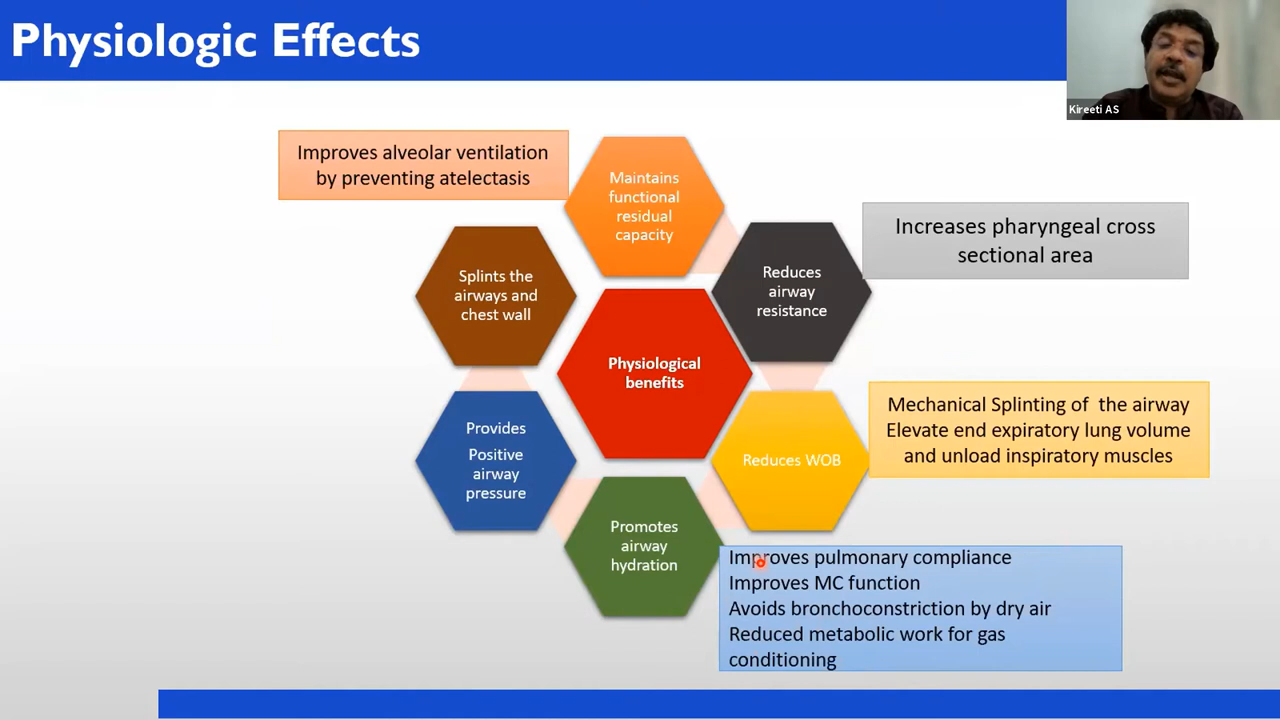 Physiologic Effects
Kireeti AS
Improves alveolar ventilation
by preventing atelectasis
Maintains
functional
residual
capacity
Increases pharyngeal cross
sectional area
Reduces
airway
resistance
Splints the
airways and
chest wall
Physiological
benefits
Mechanical Splinting of the airway
Elevate end expiratory lung volume
and unload inspiratory muscles
Reduces WOB
Provides
Positive
airway
pressure
Promotes
airway
hydration
Improves pulmonary compliance
Improves MC function
Avoids bronchoconstriction by dry air
Reduced metabolic work for gas
conditioning